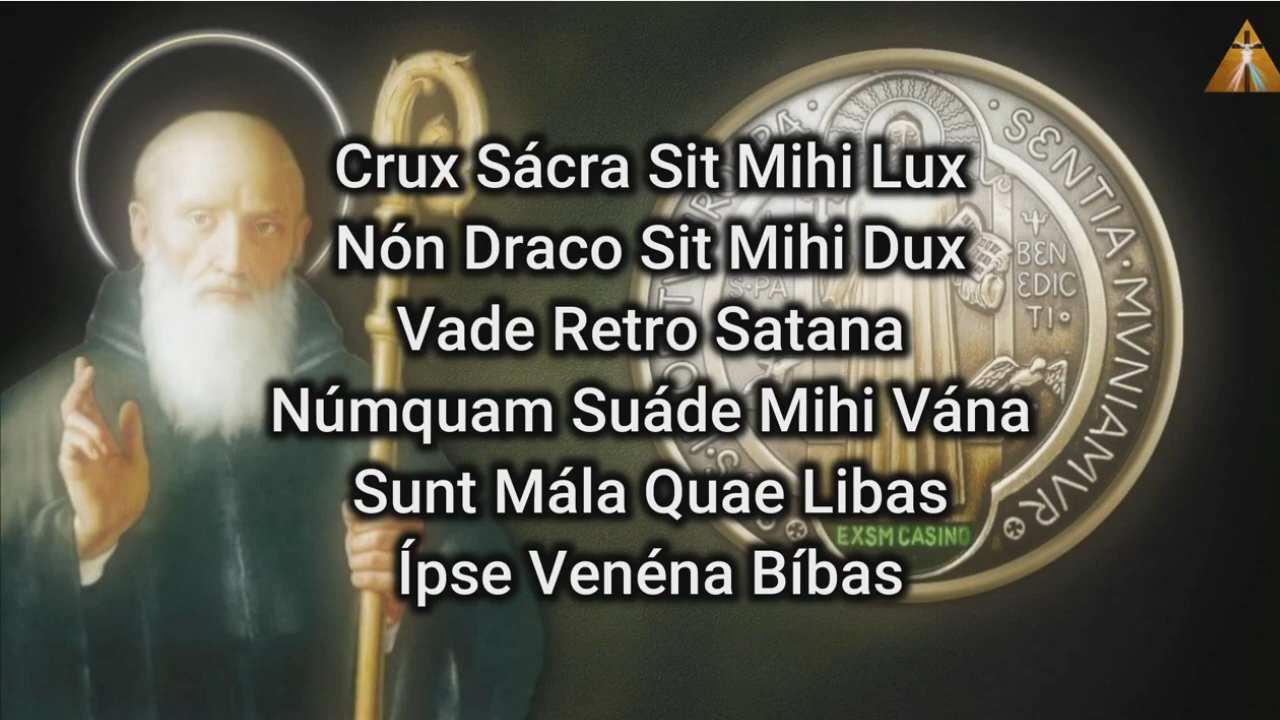 Crux Sácra Sit Mihi Lux
Nón Draco Sit Mihi Dux
Vade Retro Satana
Númquam Suáde Mihi Vána
Sunt Mála Quae Libas
Ípse Venéna Bíbas
SENTIA·MVNIAMVR
BEN
EDIC
TI
S·PA
EXSM CASINO